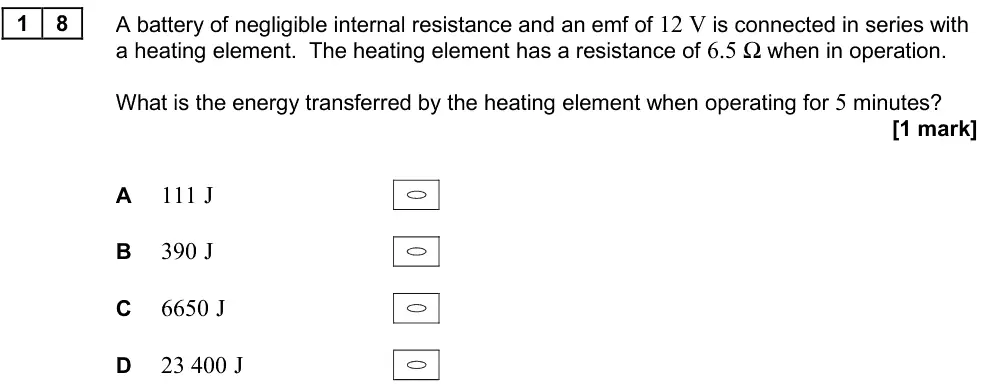 1 8 A battery of negligible internal resistance and an emf of 12 V is connected in series with
a heating element. The heating element has a resistance of 6.5 Ω when in operation.
What is the energy transferred by the heating element when operating for 5 minutes?
[1 mark]
A 111 J
B 390 J
C 6650 J
D 23 400 J